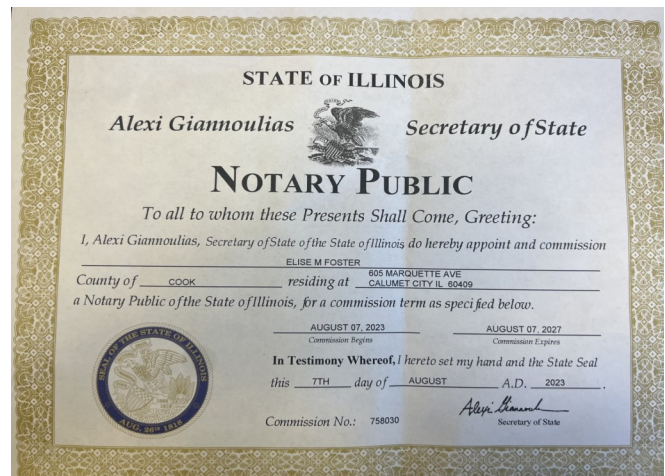 STATE OF ILLINOIS
Alexi Giannoulias Secretary of State
NOTARY PUBLIC
To all to whom these Presents Shall Come, Greeting:
I, Alexi Giannoulias, Secretary of State of the State of Illinois do hereby appoint and commission
ELISE M FOSTER
County of COOK residing at 605 MARQUETTE AVE
CALUMET CITY IL 60409
a Notary Public of the State of Illinois, for a commission term as specified below.
AUGUST 07, 2023 AUGUST 07, 2027
Commission Begins Commission Expires
In Testimony Whereof, I hereto set my hand and the State Seal
this 7TH day of AUGUST A.D. 2023 .
SEAL OF THE STATE OF ILLINOIS
AUG. 26TH 1818
Commission No.: 758030
Secretary of State